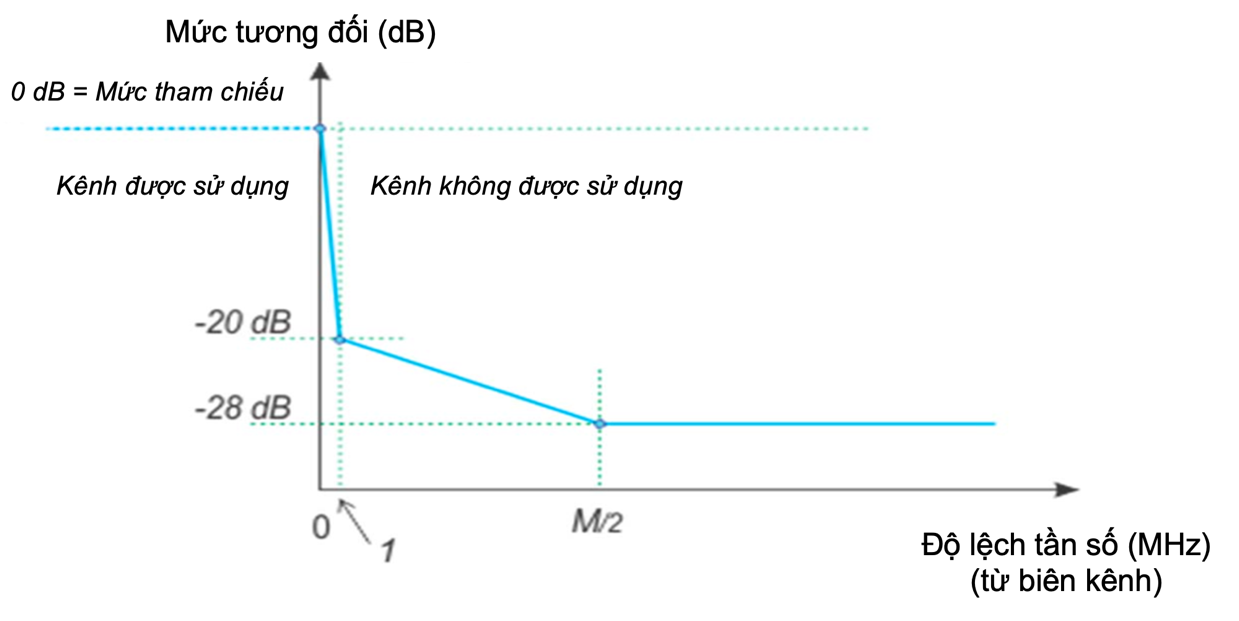 Mức tương đối (dB)
0 dB = Mức tham chiếu
Kênh được sử dụng
Kênh không được sử dụng
-20 dB
-28 dB
0
1
M/2
Độ lệch tần số (MHz)
(từ biên kênh)